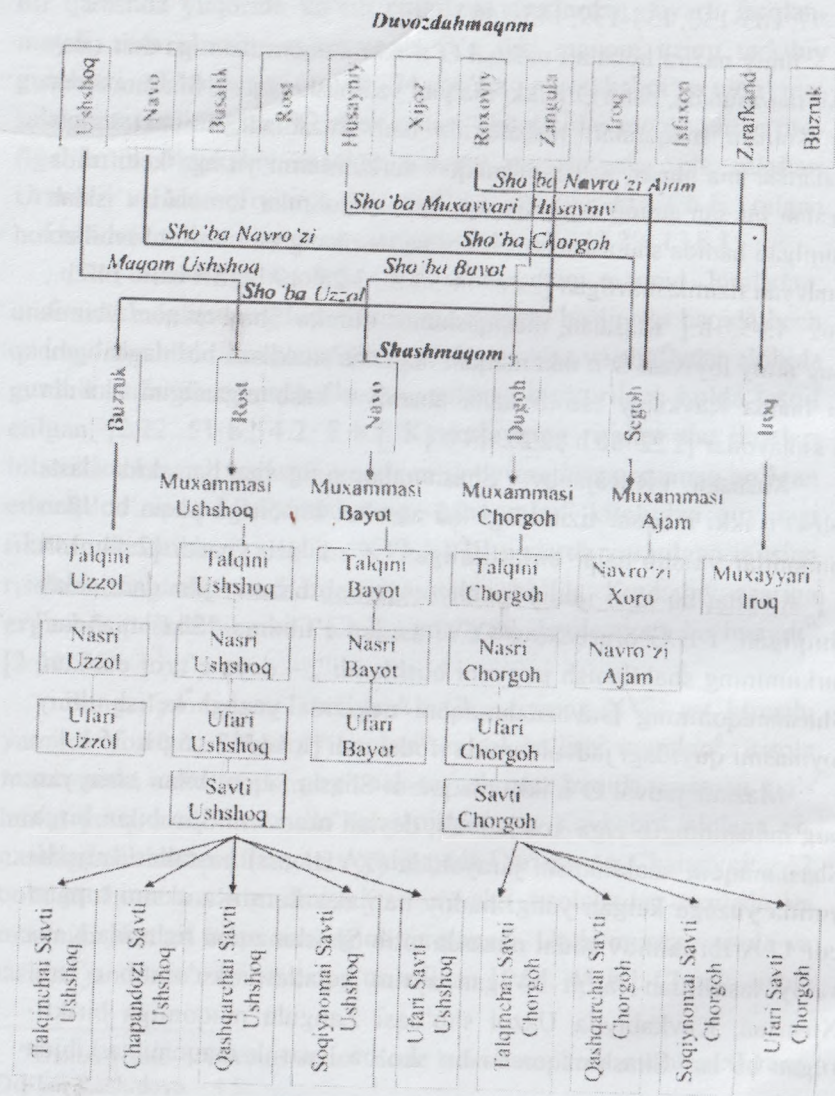 Duvozdahmaqom
Ushshoq
Navo
Busalik
Rost
Husayniy
Xijoz
Roxoviy
Zangula
Iroq
Isfaxon
Zirafkand
Buzruk
Sho'ba Navro'zi Ajam
Sho'ba Muxayyari Husayniy
Sho'ba Navro'zi
Sho'ba Chorgoh
Maqom Ushshoq
Sho'ba Bayot
Sho'ba Uzzol
Shashmaqom
Buzruk
Rost
Navo
Dugoh
Segoh
Iroq
Muxammasi
Ushshoq
Muxammasi
Bayot
Muxammasi
Chorgoh
Muxammasi
Ajam
Talqini
Uzzol
Talqini
Ushshoq
Talqini
Bayot
Talqini
Chorgoh
Navro'zi
Xoro
Muxayyari
Iroq
Nasri
Uzzol
Nasri
Ushshoq
Nasri
Bayot
Nasri
Chorgoh
Navro'zi
Ajam
Ufari
Uzzol
Ufari
Ushshoq
Ufari
Bayot
Ufari
Chorgoh
Savti
Ushshoq
Savti
Chorgoh
Talqinchai Savti
Ushshoq
Chapandozi Savti
Ushshoq
Qashqarchai Savti
Ushshoq
Soqiynomai Savti
Ushshoq
Ufari Savti
Ushshoq
Talqinchai Savti
Chorgoh
Qashqarchai Savti
Chorgoh
Soqiynomai Savti
Chorgoh
Ufari Savti
Chorgoh